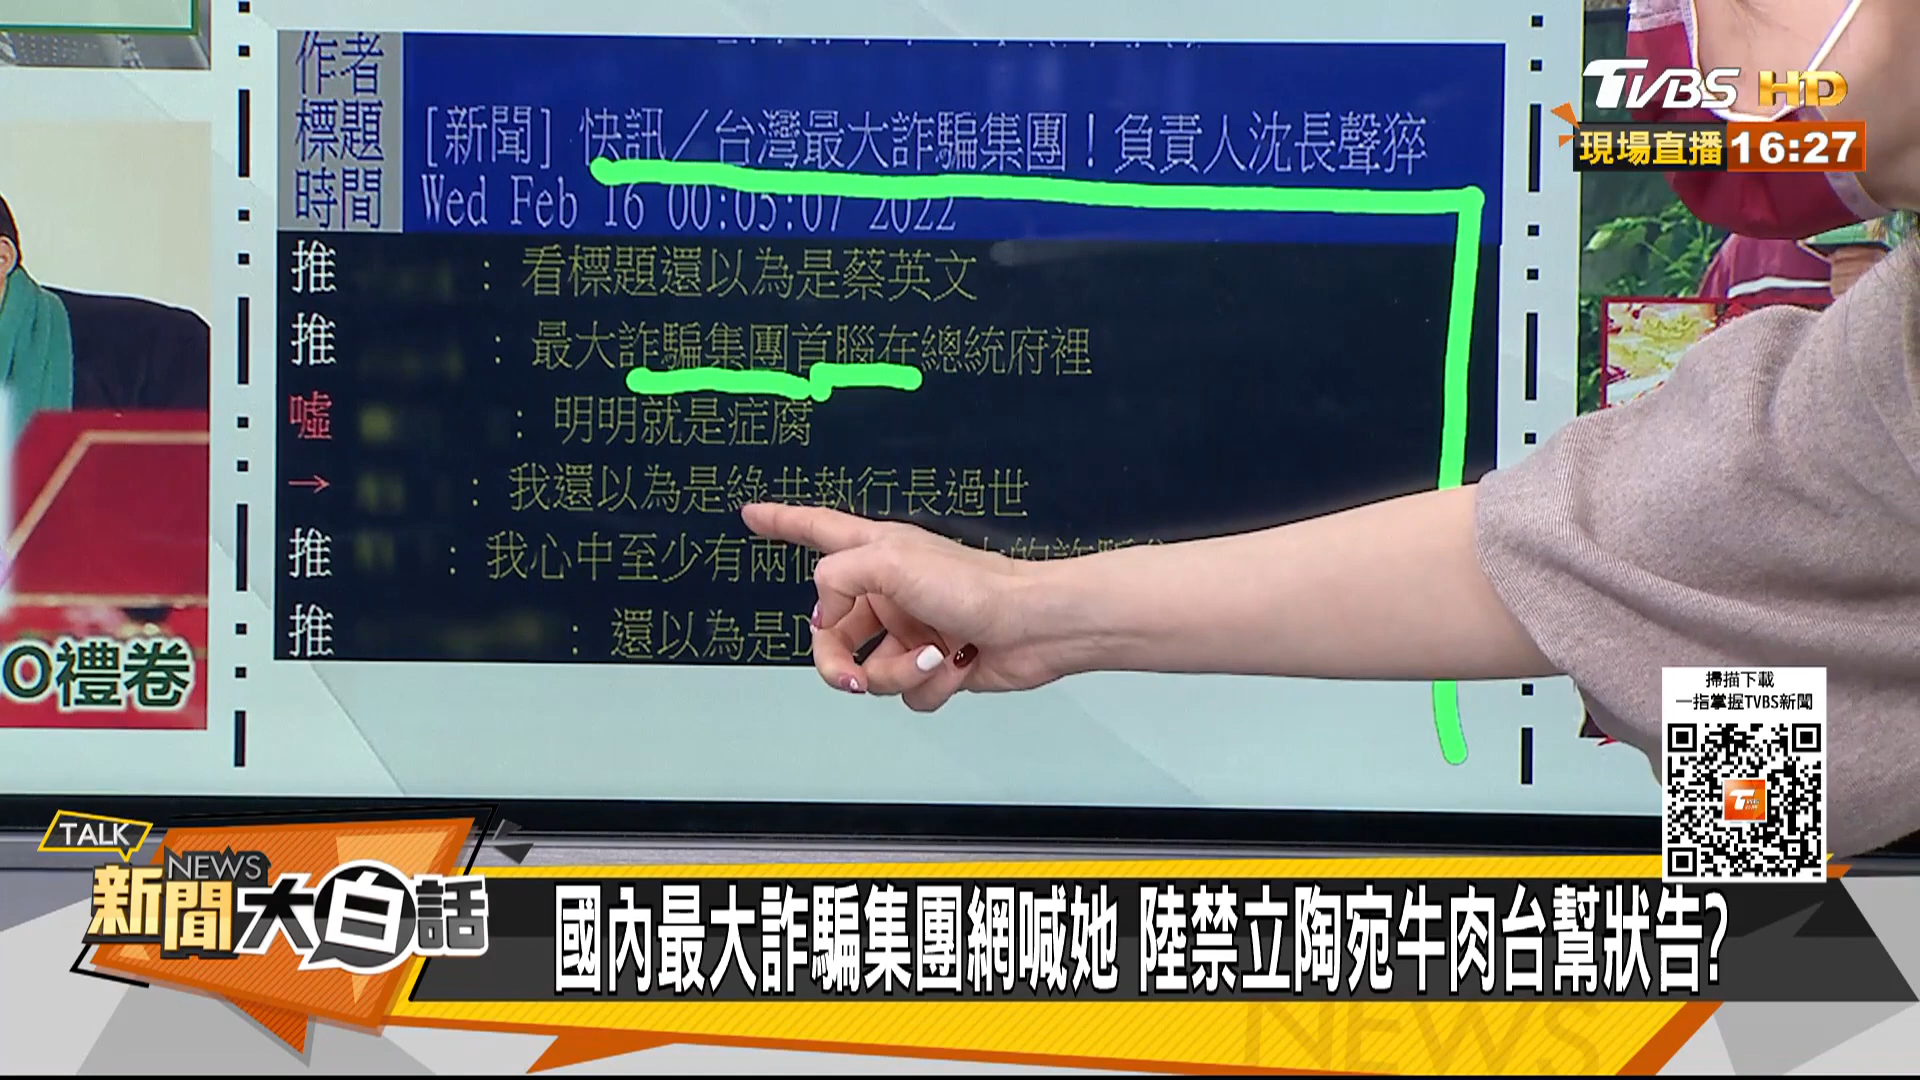 作者
標題 [新聞] 快訊／台灣最大詐騙集團！負責人沈長聲猝
時間 Wed Feb 16 00:05:07 2022
推 : 看標題還以為是蔡英文
推 : 最大詐騙集團首腦在總統府裡
噓 : 明明就是症腐
→ : 我還以為是綠共執行長過世
推 : 我心中至少有兩個
推 : 還以為是D
O禮卷
TVBS HD
現場直播 16:27
掃描下載
一指掌握TVBS新聞
TALK
NEWS
新聞大白話
國內最大詐騙集團網喊她 陸禁立陶宛牛肉台幫狀告?
NEWS